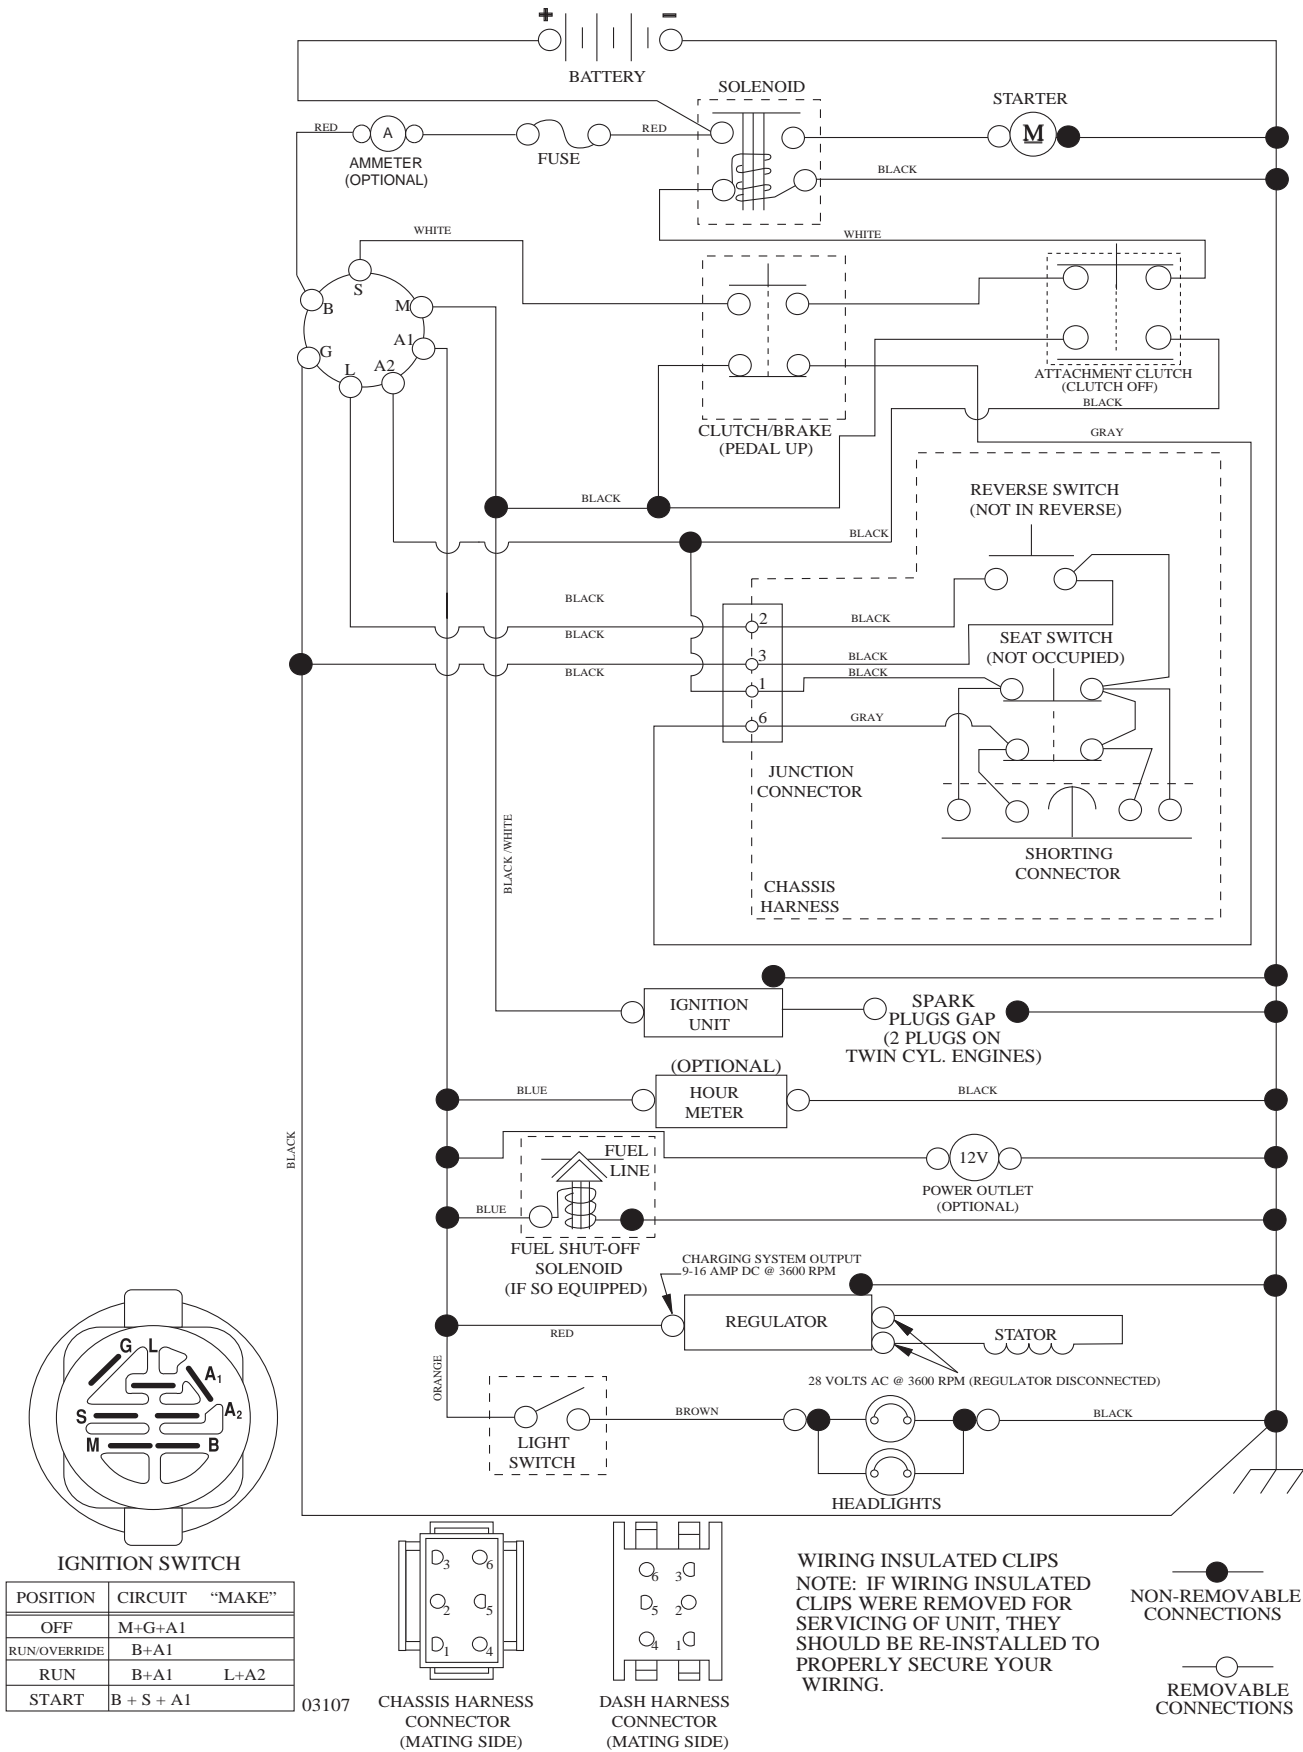 + −
BATTERY
SOLENOID
STARTER
RED
A
RED
M
AMMETER
(OPTIONAL)
FUSE
BLACK
WHITE
WHITE
S
B
M
A1
G
L
A2
ATTACHMENT CLUTCH
(CLUTCH OFF)
BLACK
CLUTCH/BRAKE
(PEDAL UP)
GRAY
REVERSE SWITCH
(NOT IN REVERSE)
BLACK
BLACK
BLACK
2
BLACK
BLACK
SEAT SWITCH
(NOT OCCUPIED)
3
BLACK
BLACK
BLACK
1
6
GRAY
JUNCTION
CONNECTOR
BLACK /WHITE
SHORTING
CONNECTOR
CHASSIS
HARNESS
IGNITION
UNIT
SPARK
PLUGS GAP
(2 PLUGS ON
TWIN CYL. ENGINES)
(OPTIONAL)
HOUR
METER
BLUE
BLACK
BLACK
FUEL
LINE
12V
POWER OUTLET
(OPTIONAL)
BLUE
FUEL SHUT-OFF
SOLENOID
(IF SO EQUIPPED)
CHARGING SYSTEM OUTPUT
9-16 AMP DC @ 3600 RPM
REGULATOR
RED
STATOR
28 VOLTS AC @ 3600 RPM (REGULATOR DISCONNECTED)
ORANGE
BROWN
BLACK
LIGHT
SWITCH
HEADLIGHTS
G L
A1
S
A2
M
B
IGNITION SWITCH
POSITION CIRCUIT “MAKE”
OFF M+G+A1
RUN/OVERRIDE B+A1
RUN B+A1 L+A2
START B + S + A1
03107
3 6
2 5
1 4
CHASSIS HARNESS
CONNECTOR
(MATING SIDE)
6 3
5 2
4 1
DASH HARNESS
CONNECTOR
(MATING SIDE)
WIRING INSULATED CLIPS
NOTE: IF WIRING INSULATED
CLIPS WERE REMOVED FOR
SERVICING OF UNIT, THEY
SHOULD BE RE-INSTALLED TO
PROPERLY SECURE YOUR
WIRING.
NON-REMOVABLE
CONNECTIONS
REMOVABLE
CONNECTIONS